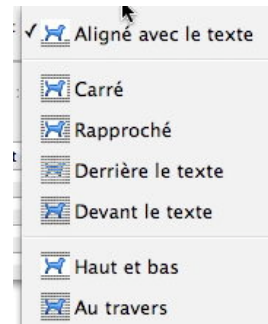 Aligné avec le texte
Carré
Rapproché
Derrière le texte
Devant le texte
Haut et bas
Au travers